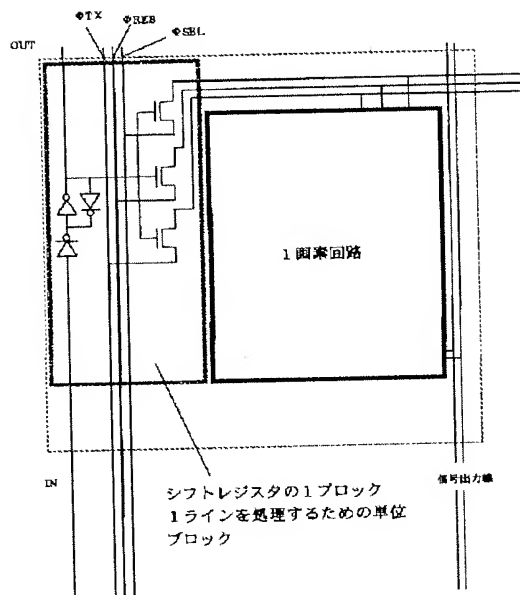 ΦTX
ΦRES
ΦSEL
OUT
1画素回路
IN
信号出力線
シフトレジスタの1ブロック
1ラインを処理するための単位
ブロック